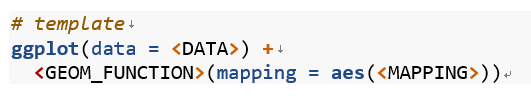 # template
ggplot(data = <DATA>) +
  <GEOM_FUNCTION>(mapping = aes(<MAPPING>))